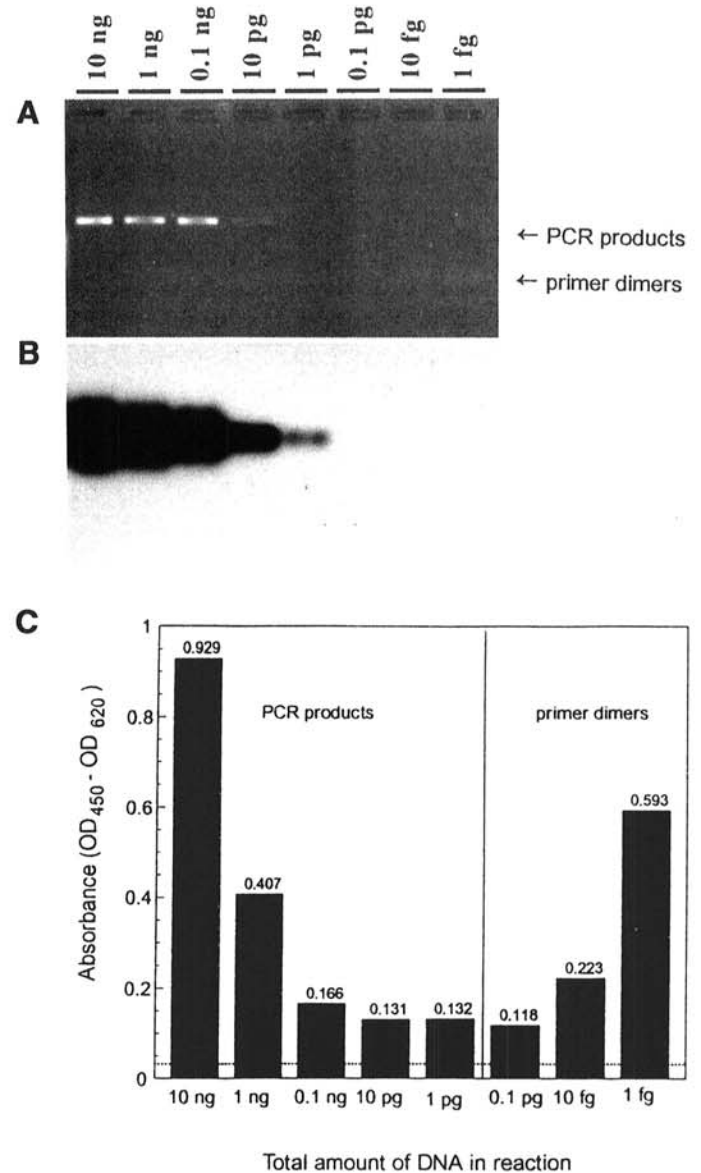 10 ng 1 ng 0.1 ng 10 pg 1 pg 0.1 pg 10 fg 1 fg
A
← PCR products
← primer dimers
B
C
Absorbance (OD450 - OD 620)
1
0.8
0.6
0.4
0.2
0
PCR products
primer dimers
0.929
0.407
0.166
0.131
0.132
0.118
0.223
0.593
10 ng 1 ng 0.1 ng 10 pg 1 pg 0.1 pg 10 fg 1 fg
Total amount of DNA in reaction